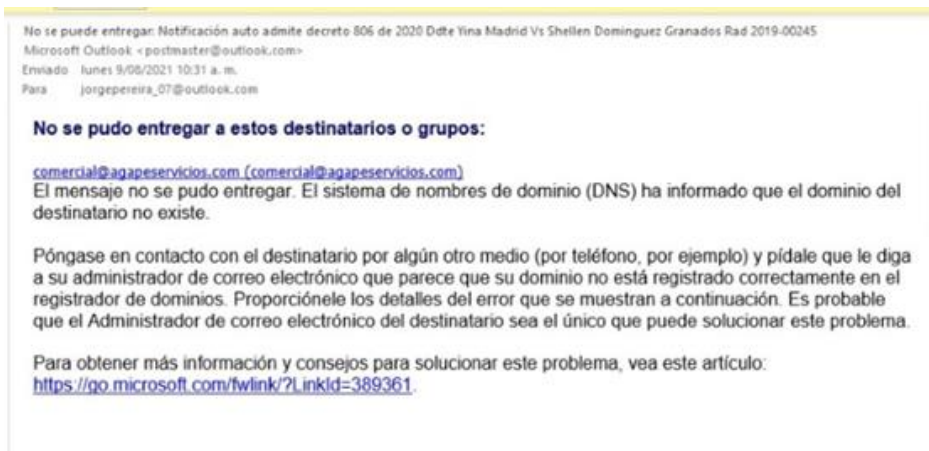 No se puede entregar: Notificación auto admite decreto 806 de 2020 Ddte Yina Madrid Vs Shellen Dominguez Granados Rad 2019-00245
Microsoft Outlook <postmaster@outlook.com>
Enviado lunes 9/08/2021 10:31 a. m.
Para jorgepereira_07@outlook.com
No se pudo entregar a estos destinatarios o grupos:
comercial@agapeservicios.com (comercial@agapeservicios.com)
El mensaje no se pudo entregar. El sistema de nombres de dominio (DNS) ha informado que el dominio del
destinatario no existe.
Póngase en contacto con el destinatario por algún otro medio (por teléfono, por ejemplo) y pídale que le diga
a su administrador de correo electrónico que parece que su dominio no está registrado correctamente en el
registrador de dominios. Proporciónele los detalles del error que se muestran a continuación. Es probable
que el Administrador de correo electrónico del destinatario sea el único que puede solucionar este problema.
Para obtener más información y consejos para solucionar este problema, vea este artículo:
https://go.microsoft.com/fwlink/?LinkId=389361.